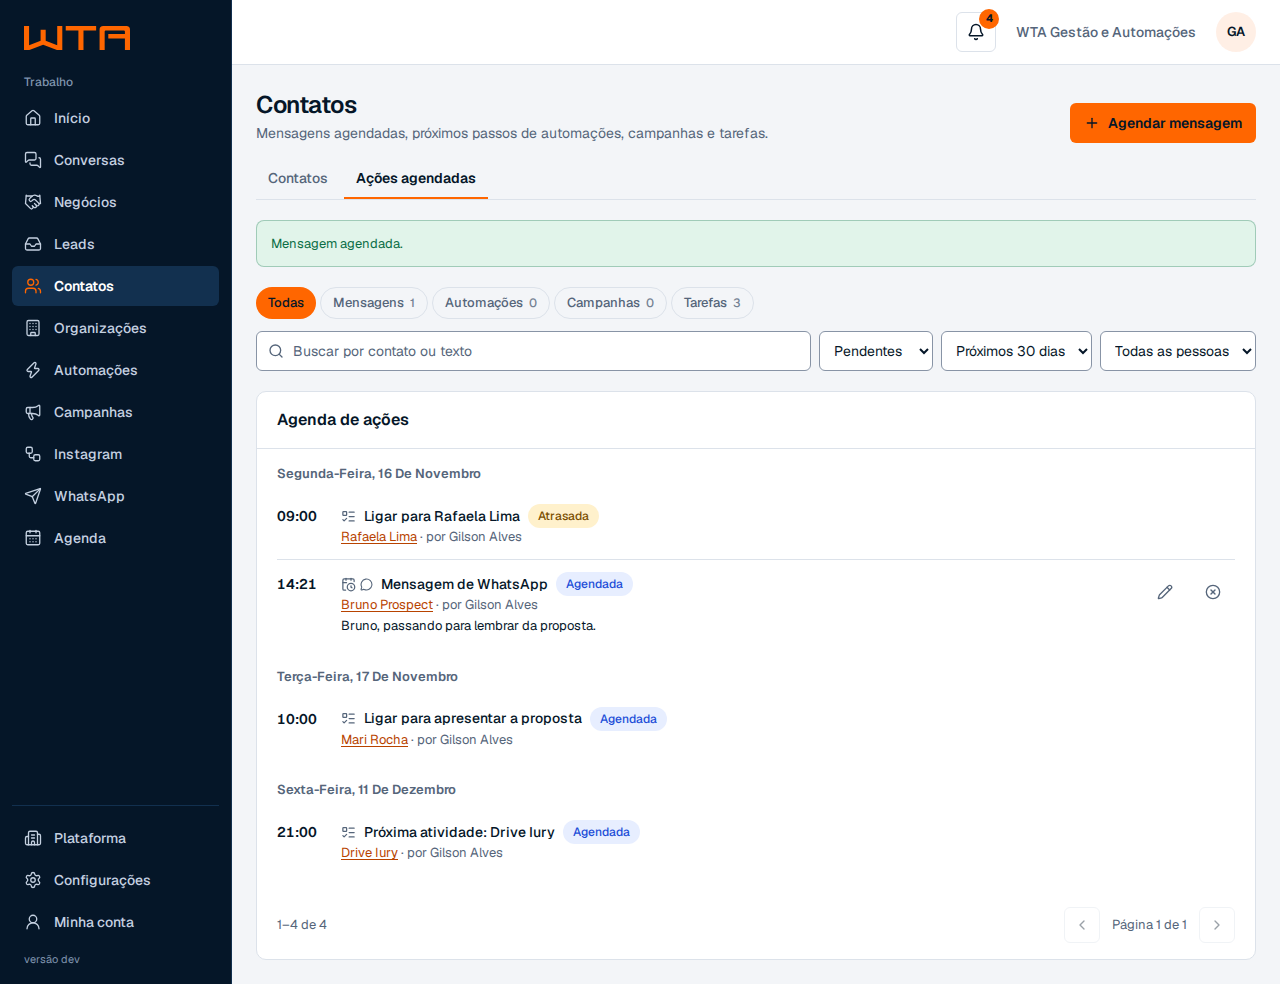 WTA
4
WTA Gestão e Automações
GA
Trabalho
Início
Conversas
Negócios
Leads
Contatos
Organizações
Automações
Campanhas
Instagram
WhatsApp
Agenda
Plataforma
Configurações
Minha conta
versão dev
Contatos
Mensagens agendadas, próximos passos de automações, campanhas e tarefas.
Agendar mensagem
Contatos
Ações agendadas
Mensagem agendada.
Todas
Mensagens 1
Automações 0
Campanhas 0
Tarefas 3
Buscar por contato ou texto
Pendentes
Próximos 30 dias
Todas as pessoas
Agenda de ações
Segunda-Feira, 16 De Novembro
09:00 Ligar para Rafaela Lima Atrasada
Rafaela Lima · por Gilson Alves
14:21 Mensagem de WhatsApp Agendada
Bruno Prospect · por Gilson Alves
Bruno, passando para lembrar da proposta.
Terça-Feira, 17 De Novembro
10:00 Ligar para apresentar a proposta Agendada
Mari Rocha · por Gilson Alves
Sexta-Feira, 11 De Dezembro
21:00 Próxima atividade: Drive Iury Agendada
Drive Iury · por Gilson Alves
1–4 de 4
Página 1 de 1